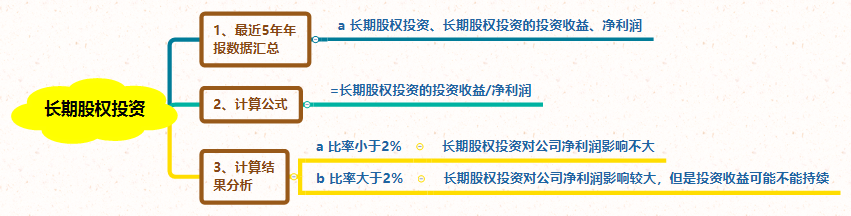 长期股权投资
1、最近5年年
报数据汇总
a 长期股权投资、长期股权投资的投资收益、净利润
2、计算公式
=长期股权投资的投资收益/净利润
3、计算结
果分析
a 比率小于2%
长期股权投资对公司净利润影响不大
b 比率大于2%
长期股权投资对公司净利润影响较大，但是投资收益可能不能持续